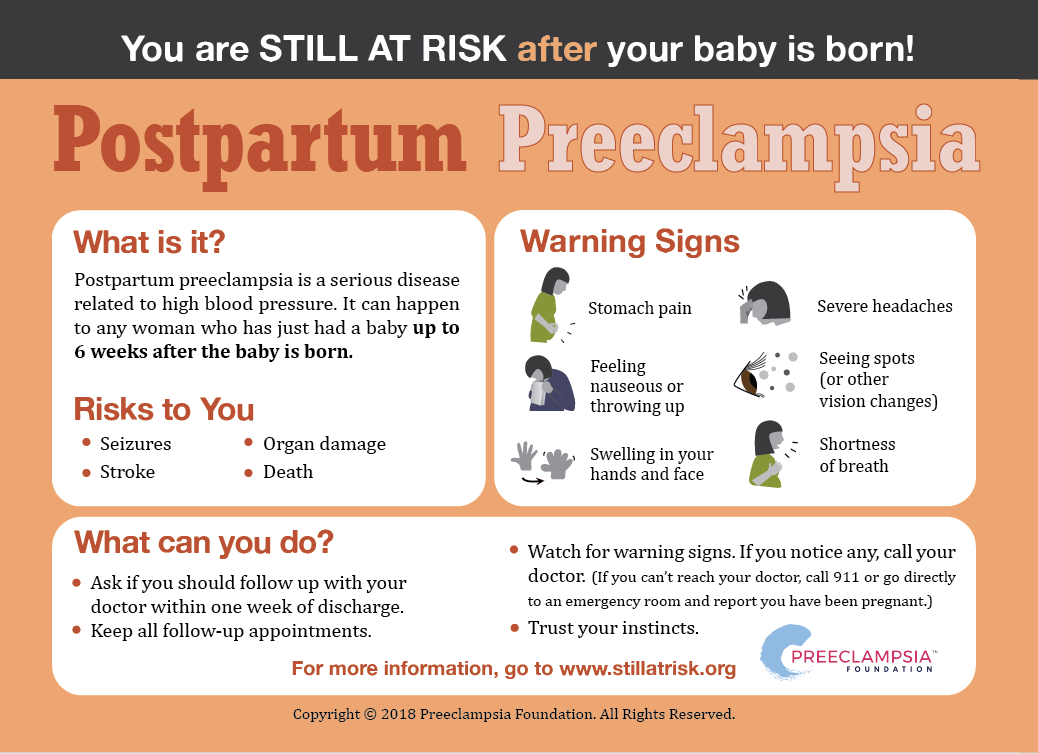 You are STILL AT RISK after your baby is born!
Postpartum Preeclampsia
What is it?
Postpartum preeclampsia is a serious disease
related to high blood pressure. It can happen
to any woman who has just had a baby up to
6 weeks after the baby is born.
Risks to You
• Seizures
• Stroke
• Organ damage
• Death
Warning Signs
Stomach pain
Severe headaches
Feeling
nauseous or
throwing up
Seeing spots
(or other
vision changes)
Swelling in your
hands and face
Shortness
of breath
What can you do?
• Ask if you should follow up with your
doctor within one week of discharge.
• Keep all follow-up appointments.
• Watch for warning signs. If you notice any, call your
doctor. (If you can't reach your doctor, call 911 or go directly
to an emergency room and report you have been pregnant.)
• Trust your instincts.
For more information, go to www.stillatrisk.org
PREECLAMPSIA™
FOUNDATION
Copyright © 2018 Preeclampsia Foundation. All Rights Reserved.